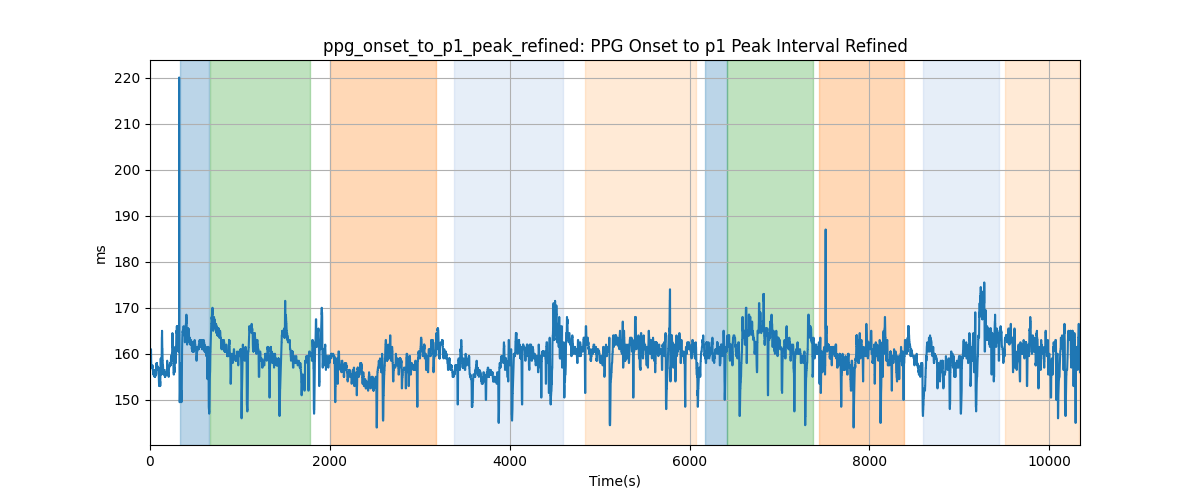 ppg_onset_to_p1_peak_refined: PPG Onset to p1 Peak Interval Refined
220
210
200
190
180
170
160
150
ms
0 2000 4000 6000 8000 10000
Time(s)